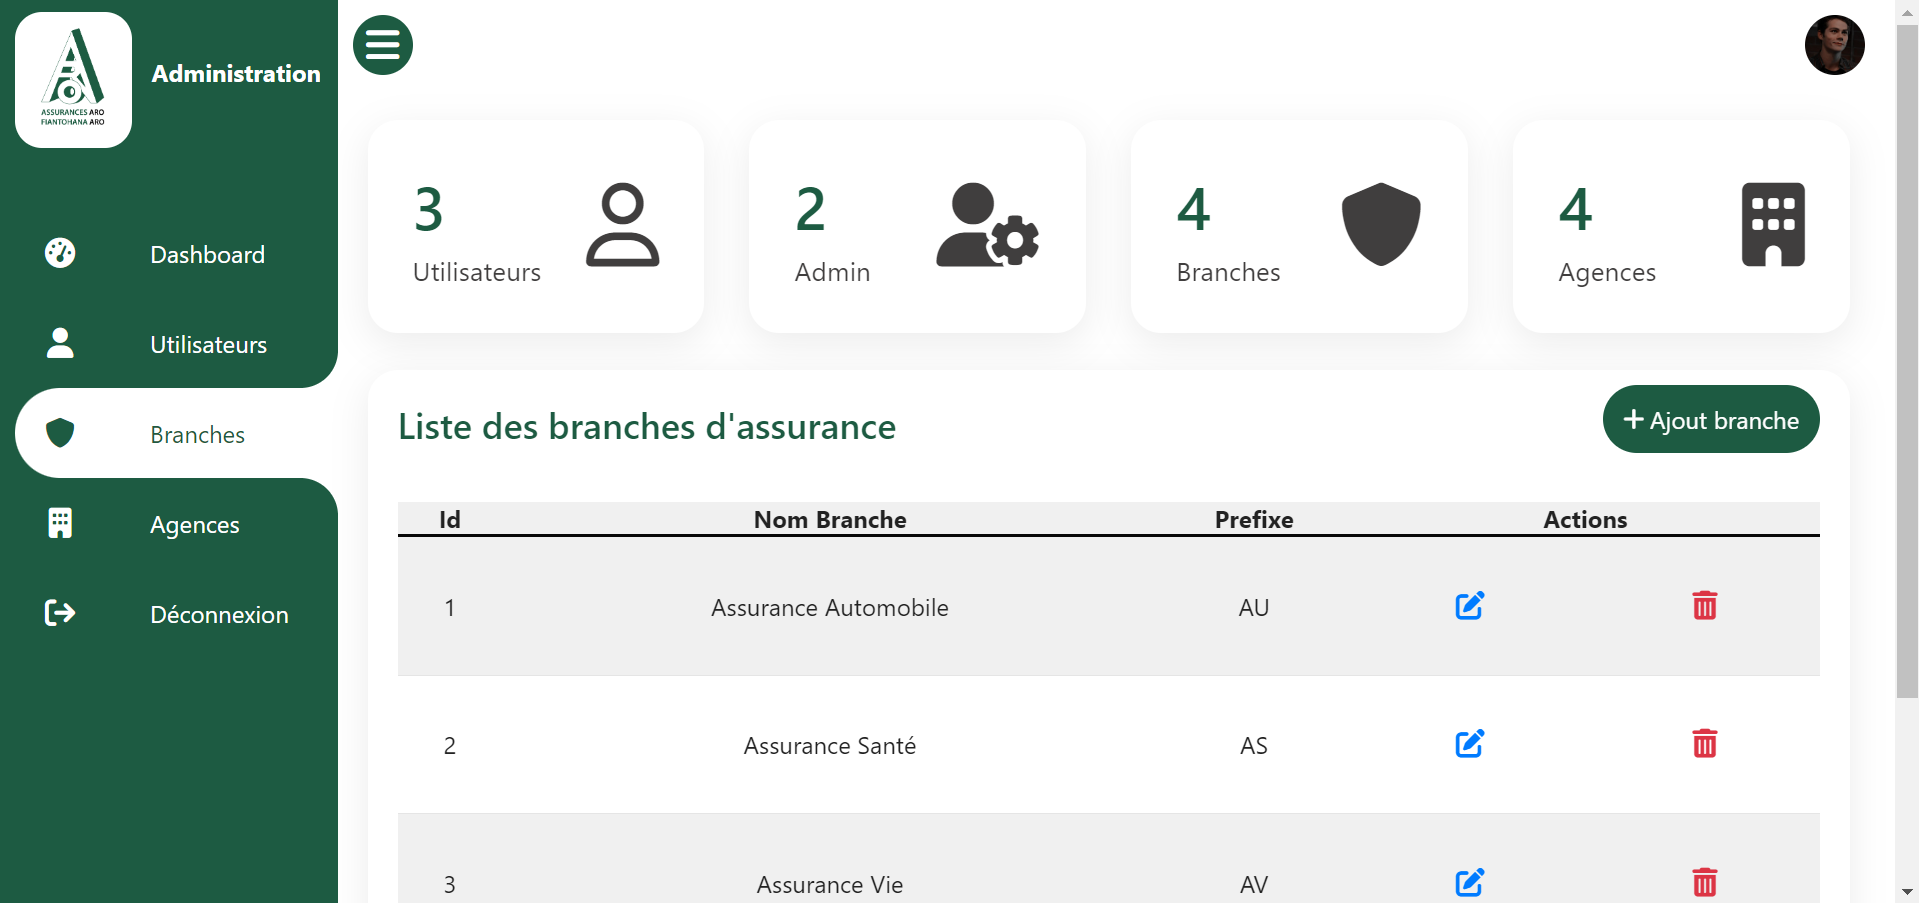 ASSURANCES ARO
FIANTOHANA ARO
Administration
Dashboard
Utilisateurs
Branches
Agences
Déconnexion
3
Utilisateurs
2
Admin
4
Branches
4
Agences
Liste des branches d'assurance
Ajout branche
Id Nom Branche Prefixe Actions
1 Assurance Automobile AU
2 Assurance Santé AS
3 Assurance Vie AV